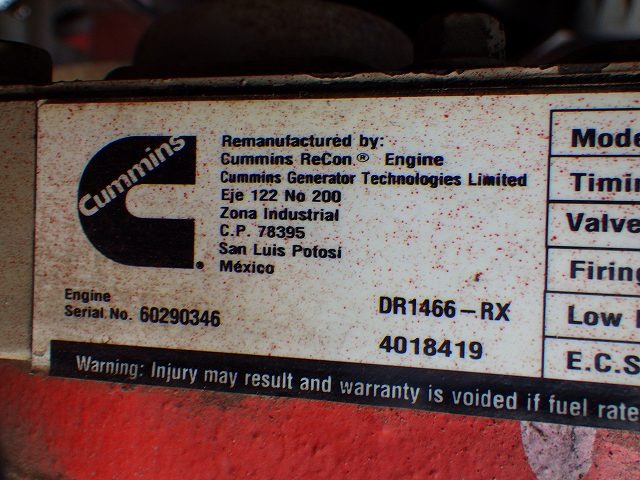 Cummins
Remanufactured by:
Cummins ReCon® Engine
Cummins Generator Technologies Limited
Eje 122 No 200
Zona Industrial
C.P. 78395
San Luis Potosí
México
Engine
Serial No. 60290346
DR1466-RX
4018419
Mode
Timin
Valve
Firing
Low
E.C.S
Warning: Injury may result and warranty is voided if fuel rate